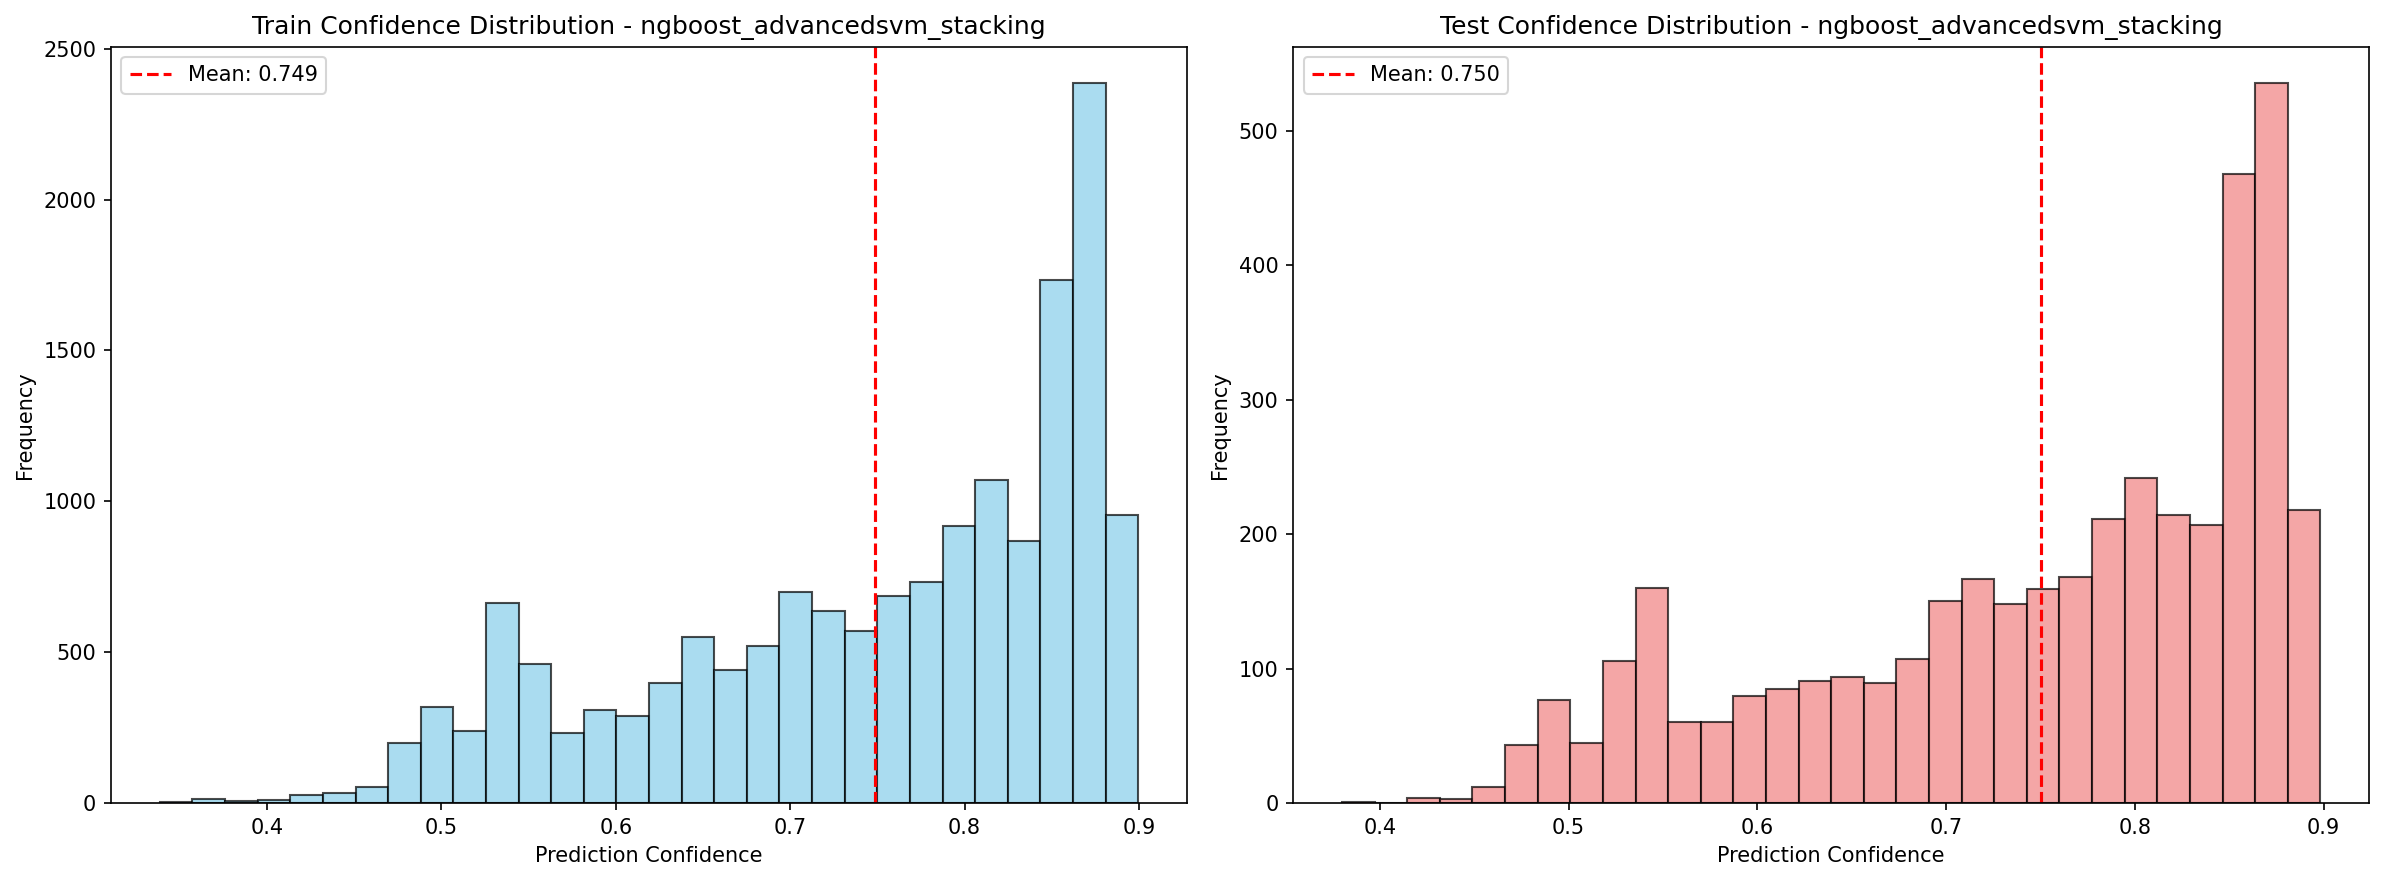 Train Confidence Distribution - ngboost_advancedsvm_stacking
Mean: 0.749
2500
2000
1500
1000
500
0
Frequency
0.4 0.5 0.6 0.7 0.8 0.9
Prediction Confidence
Test Confidence Distribution - ngboost_advancedsvm_stacking
Mean: 0.750
500
400
300
200
100
0
Frequency
0.4 0.5 0.6 0.7 0.8 0.9
Prediction Confidence